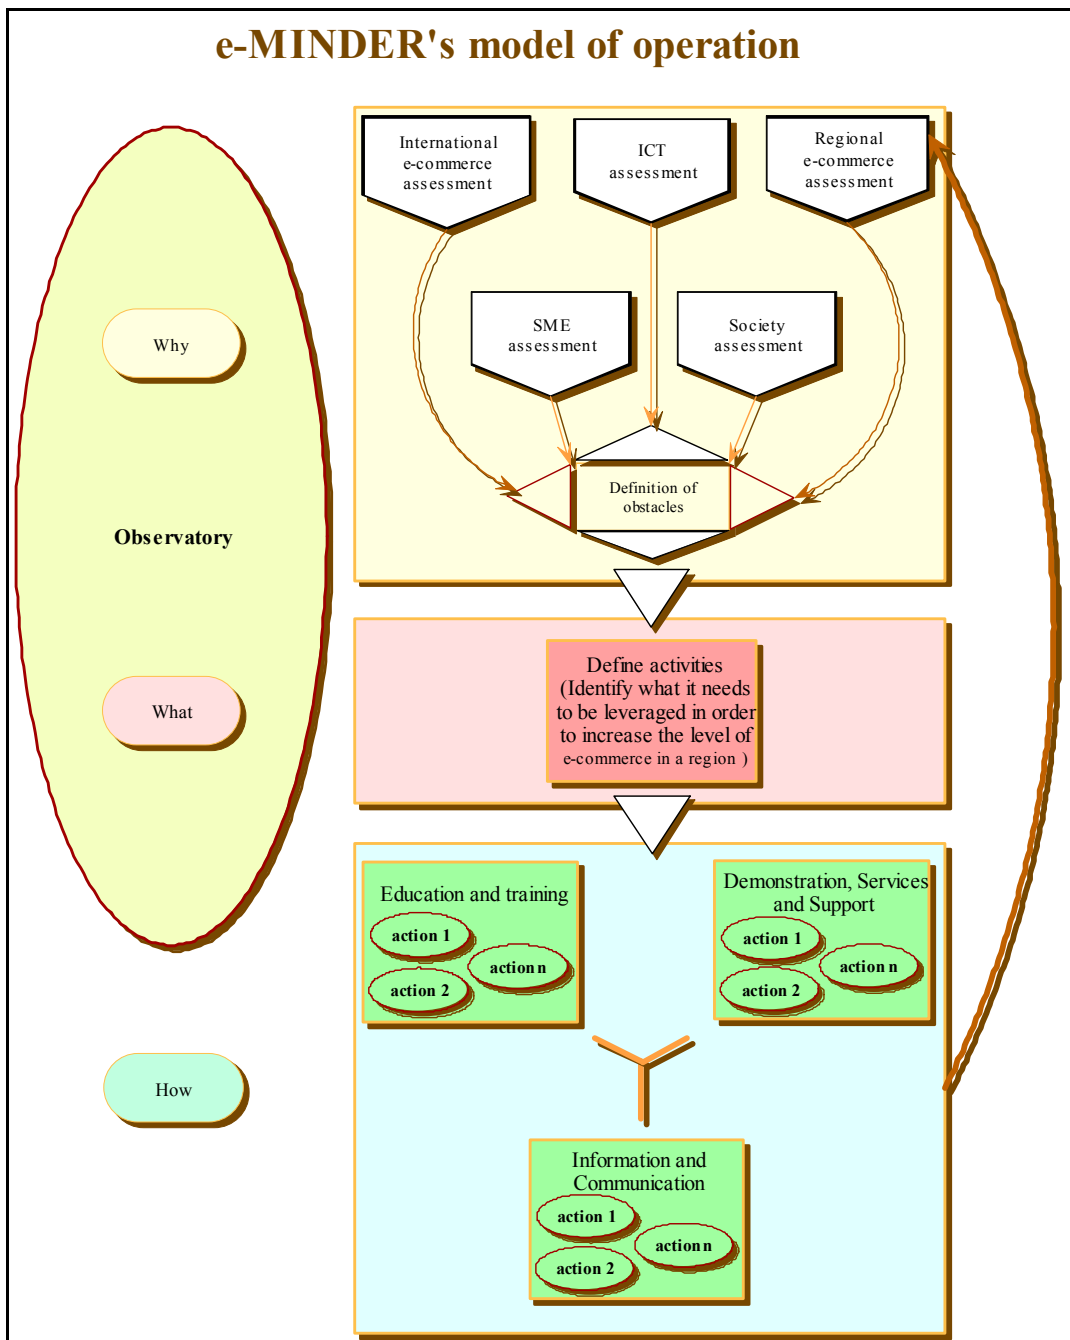 e-MINDER's model of operation
International
e-commerce
assessment
ICT
assessment
Regional
e-commerce
assessment
SME
assessment
Society
assessment
Why
Definition of
obstacles
Observatory
Define activities
(Identify what it needs
to be leveraged in order
to increase the level of
e-commerce in a region )
What
Education and training
action 1
action n
action 2
Demonstration, Services
and Support
action 1
action n
action 2
How
Information and
Communication
action 1
action n
action 2